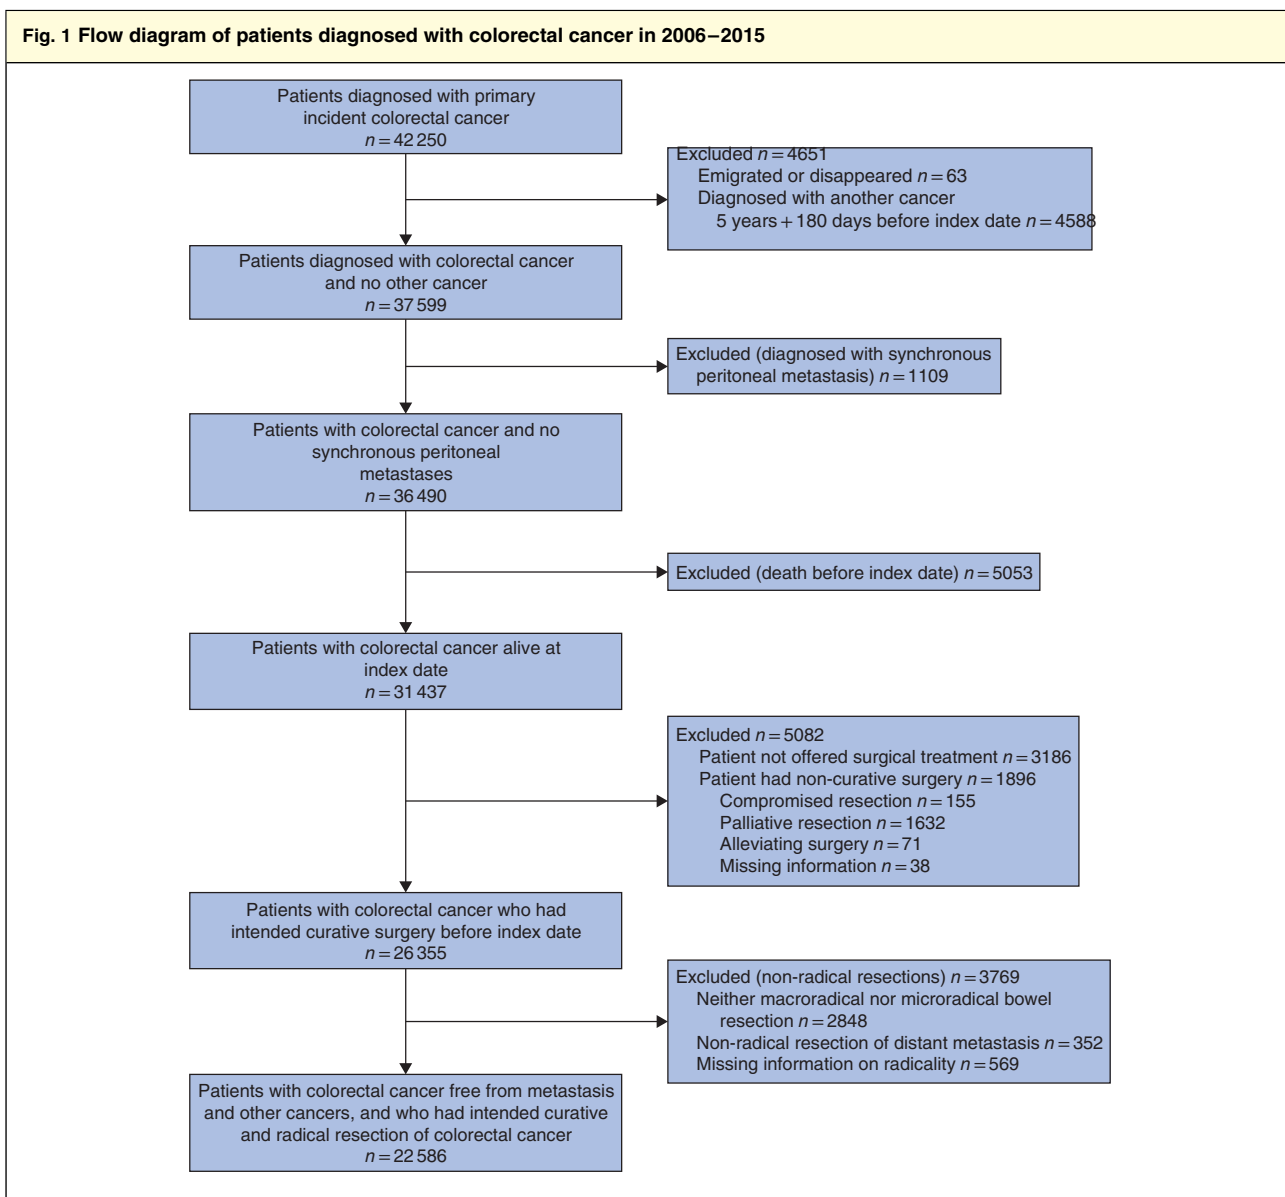 Fig. 1 Flow diagram of patients diagnosed with colorectal cancer in 2006–2015
Patients diagnosed with primary
incident colorectal cancer
n = 42 250
Excluded n = 4651
Emigrated or disappeared n = 63
Diagnosed with another cancer
5 years + 180 days before index date n = 4588
Patients diagnosed with colorectal cancer
and no other cancer
n = 37 599
Excluded (diagnosed with synchronous
peritoneal metastasis) n = 1109
Patients with colorectal cancer and no
synchronous peritoneal
metastases
n = 36 490
Excluded (death before index date) n = 5053
Patients with colorectal cancer alive at
index date
n = 31 437
Excluded n = 5082
Patient not offered surgical treatment n = 3186
Patient had non-curative surgery n = 1896
Compromised resection n = 155
Palliative resection n = 1632
Alleviating surgery n = 71
Missing information n = 38
Patients with colorectal cancer who had
intended curative surgery before index date
n = 26 355
Excluded (non-radical resections) n = 3769
Neither macroradical nor microradical bowel
resection n = 2848
Non-radical resection of distant metastasis n = 352
Missing information on radicality n = 569
Patients with colorectal cancer free from metastasis
and other cancers, and who had intended curative
and radical resection of colorectal cancer
n = 22 586